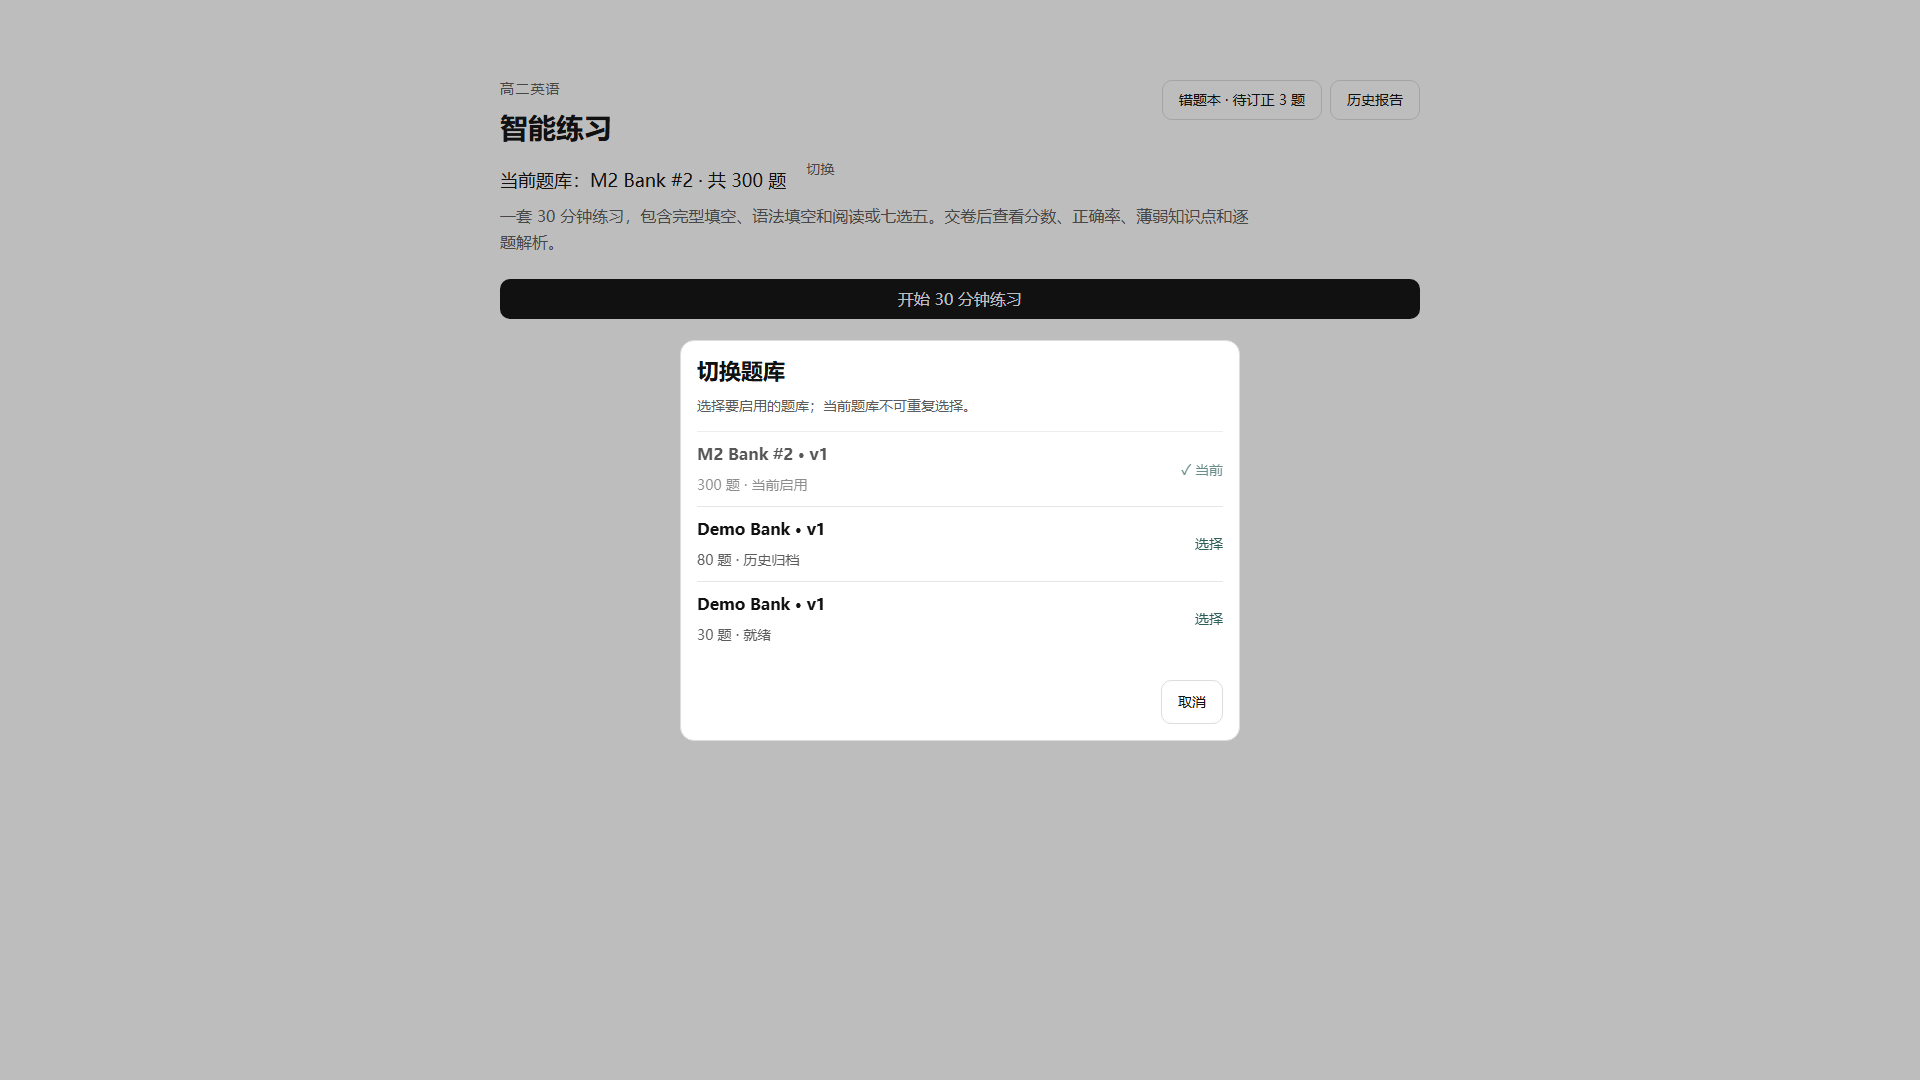 高二英语
错题本 · 待订正 3 题
历史报告
智能练习
当前题库：M2 Bank #2 · 共 300 题
切换
一套 30 分钟练习，包含完型填空、语法填空和阅读或七选五。交卷后查看分数、正确率、薄弱知识点和逐
题解析。
开始 30 分钟练习
切换题库
选择要启用的题库；当前题库不可重复选择。
M2 Bank #2 • v1
✓ 当前
300 题 · 当前启用
Demo Bank • v1
选择
80 题 · 历史归档
Demo Bank • v1
选择
30 题 · 就绪
取消